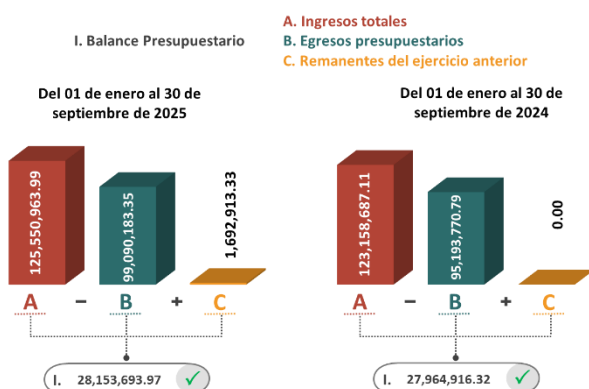 I. Balance Presupuestario
A. Ingresos totales
B. Egresos presupuestarios
C. Remanentes del ejercicio anterior
Del 01 de enero al 30 de
septiembre de 2025
125,550,963.99
99,090,183.35
1,692,913.33
A – B + C
I. 28,153,693.97 ✓
Del 01 de enero al 30 de
septiembre de 2024
123,158,687.11
95,193,770.79
0.00
A – B + C
I. 27,964,916.32 ✓